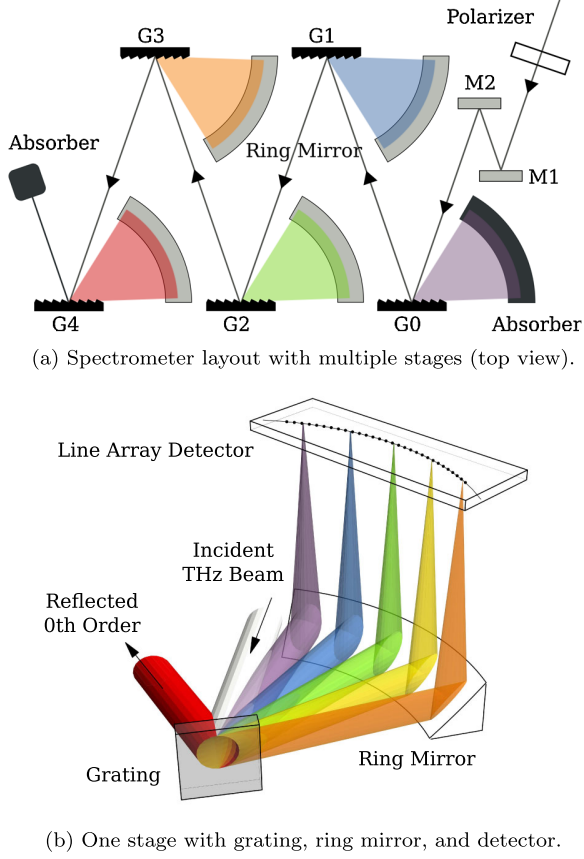 Polarizer
G3
G1
M2
Absorber
Ring Mirror
M1
G4
G2
G0
Absorber
(a) Spectrometer layout with multiple stages (top view).
Line Array Detector
Incident
THz Beam
Reflected
0th Order
Grating
Ring Mirror
(b) One stage with grating, ring mirror, and detector.